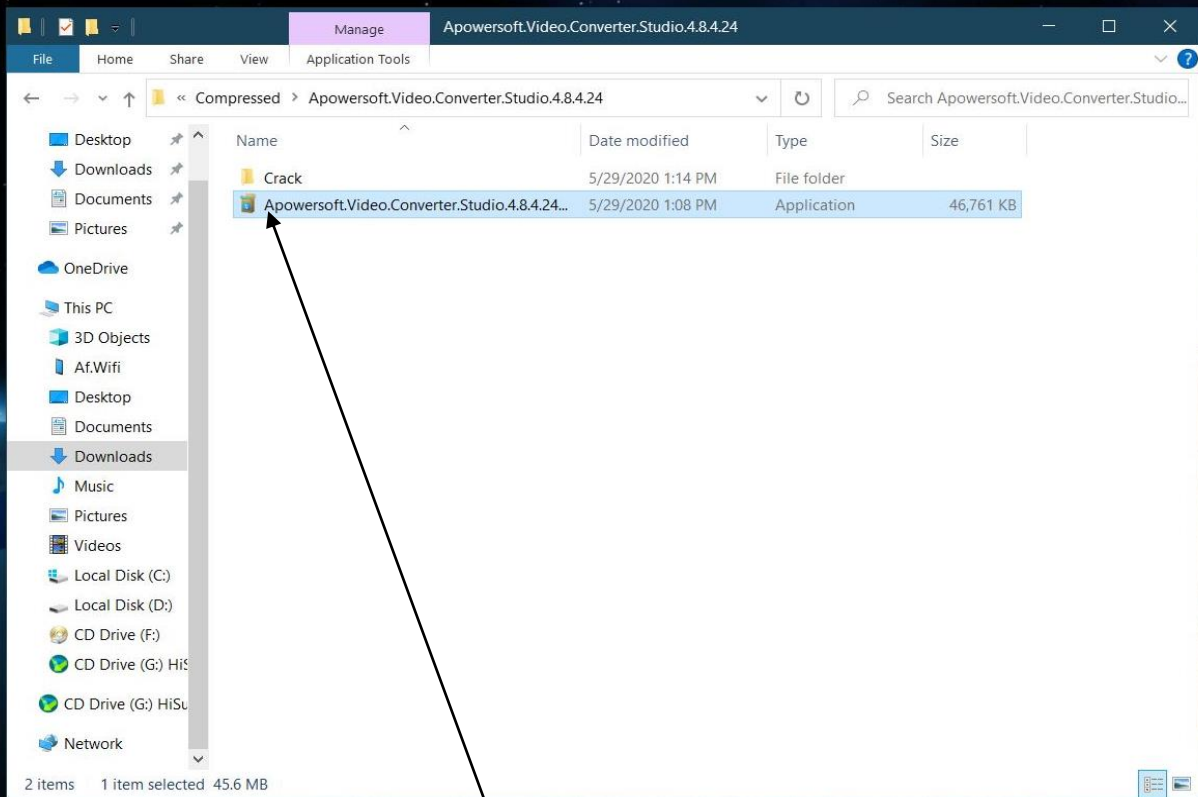 Manage
Apowersoft.Video.Converter.Studio.4.8.4.24
File Home Share View Application Tools
« Compressed > Apowersoft.Video.Converter.Studio.4.8.4.24
Search Apowersoft.Video.Converter.Studio...
Name Date modified Type Size
Crack 5/29/2020 1:14 PM File folder
Apowersoft.Video.Converter.Studio.4.8.4.24... 5/29/2020 1:08 PM Application 46,761 KB
Desktop
Downloads
Documents
Pictures
OneDrive
This PC
3D Objects
Af.Wifi
Desktop
Documents
Downloads
Music
Pictures
Videos
Local Disk (C:)
Local Disk (D:)
CD Drive (F:)
CD Drive (G:) HiS
CD Drive (G:) HiSu
Network
2 items 1 item selected 45.6 MB